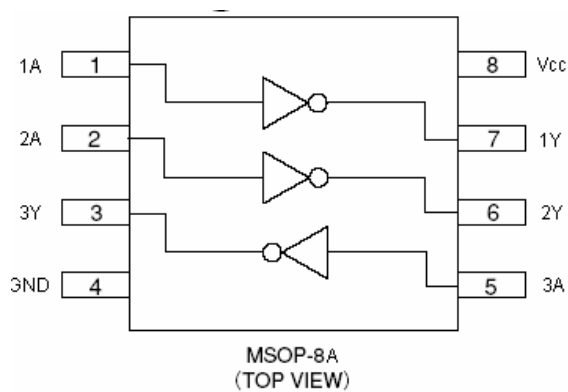 1A 1 8 Vcc
2A 2 7 1Y
3Y 3 6 2Y
GND 4 5 3A
MSOP-8A
(TOP VIEW)